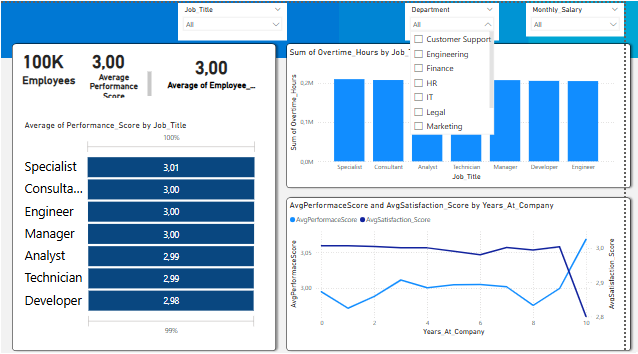 Job_Title
All
Department
All
Monthly_Salary
All
Customer Support
Engineering
Finance
HR
IT
Legal
Marketing
100K
Employees
3,00
Average
Performance
Score
3,00
Average of Employee_...
Average of Performance_Score by Job_Title
100%
Specialist 3,01
Consulta... 3,00
Engineer 3,00
Manager 3,00
Analyst 2,99
Technician 2,99
Developer 2,98
99%
Sum of Overtime_Hours by Job_T
Sum of Overtime_Hours
0,2M
0,1M
0,0M
Specialist Consultant Analyst Technician Manager Developer Engineer
Job_Title
AvgPerformaceScore and AvgSatisfaction_Score by Years_At_Company
AvgPerformaceScore AvgSatisfaction_Score
AvgPerformaceScore
3,05
3,00
3,0
2,9
2,8
AvgSatisfaction_Score
0 2 4 6 8 10
Years_At_Company